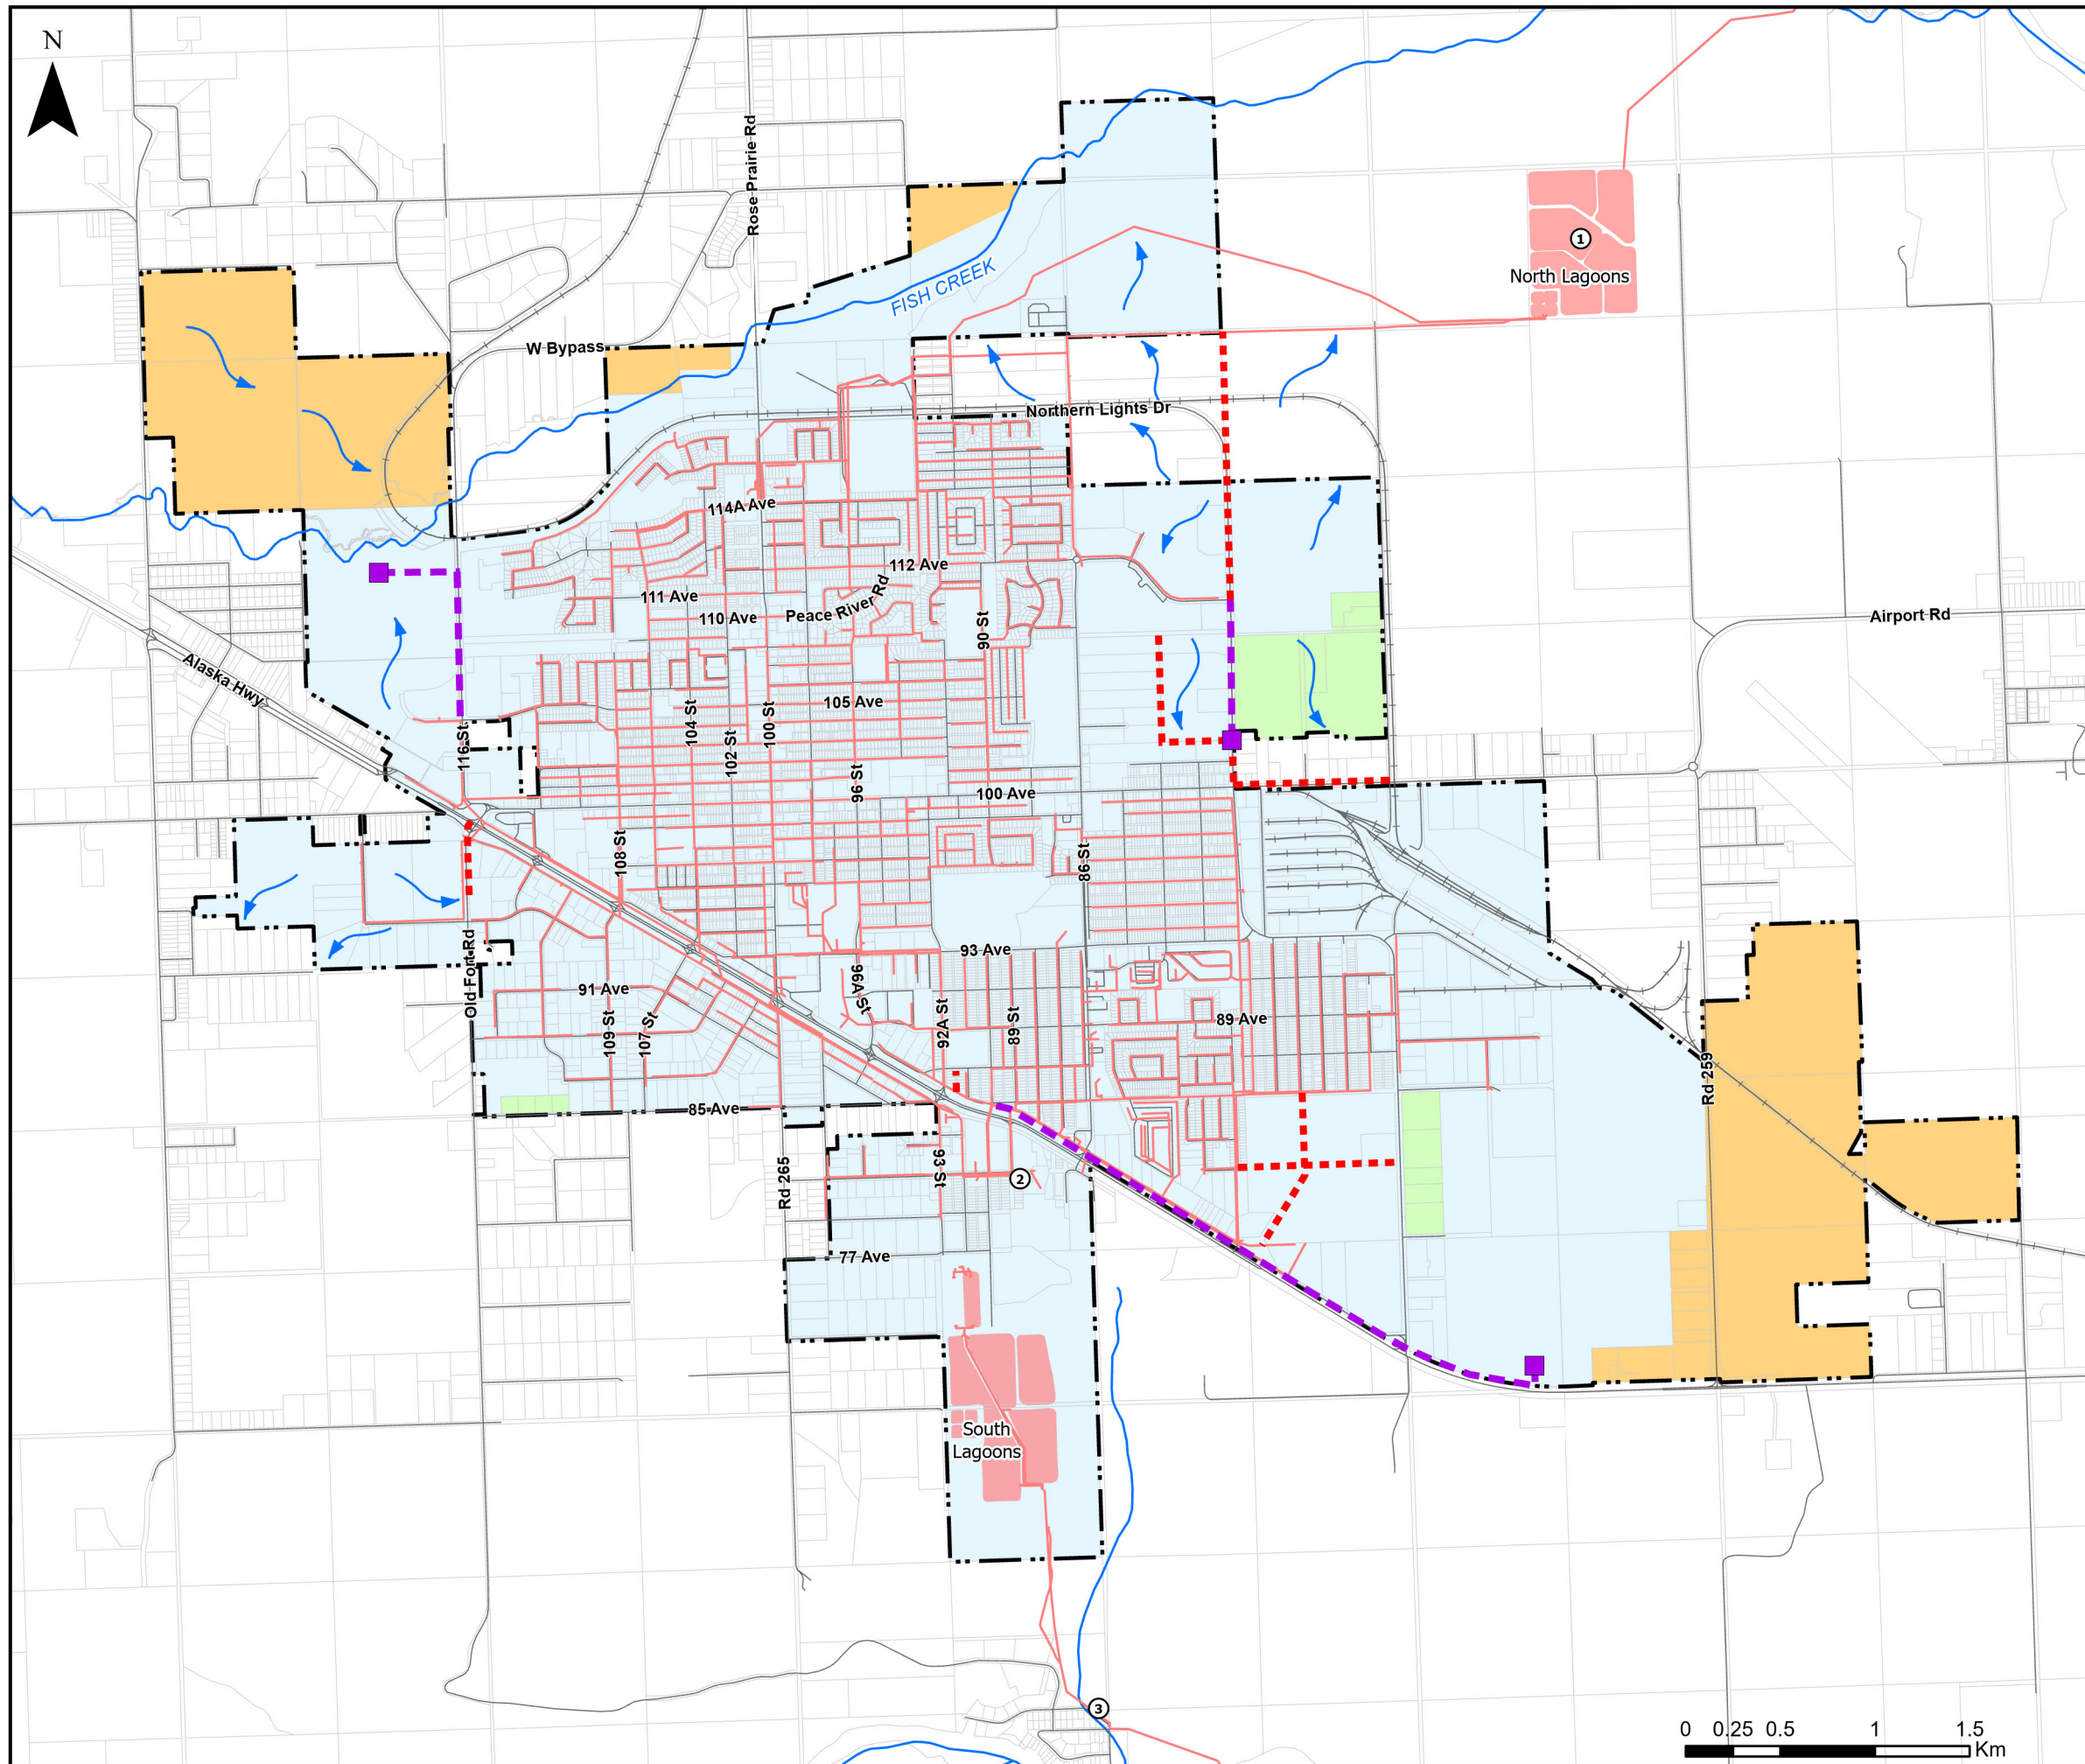 N
Rose Prairie Rd
1
North Lagoons
FISH CREEK
W Bypass
Northern Lights Dr
114A Ave
112 Ave
111 Ave
110 Ave
Peace River Rd
90 St
Airport Rd
Alaska Hwy
105 Ave
104 St
100 St
102 St
116 St
96 St
100 Ave
108 St
86 St
93 Ave
Old Fort Rd
91 Ave
96A St
92A St
89 St
89 Ave
109 St
107 St
Rd 259
85 Ave
93 St
2
Rd 265
77 Ave
South
Lagoons
3
0 0.25 0.5 1 1.5
Km